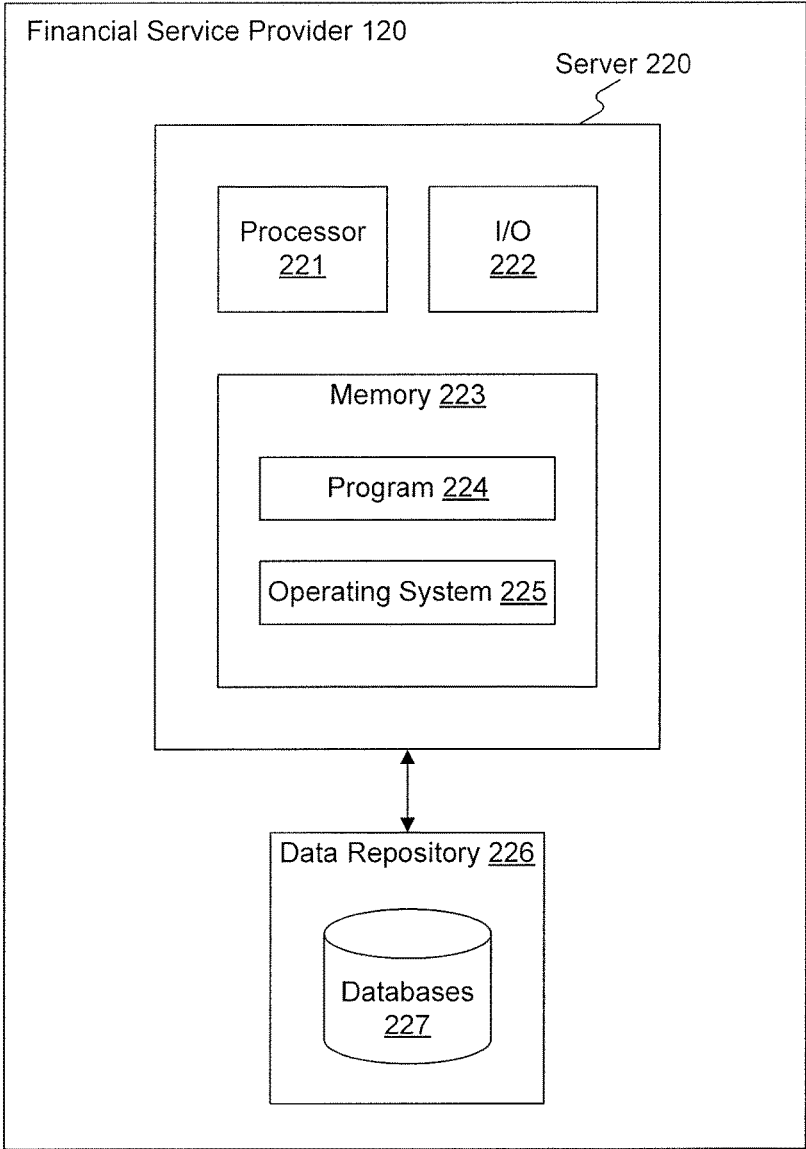 Financial Service Provider 120
Server 220
Processor
221
I/O
222
Memory 223
Program 224
Operating System 225
Data Repository 226
Databases
227